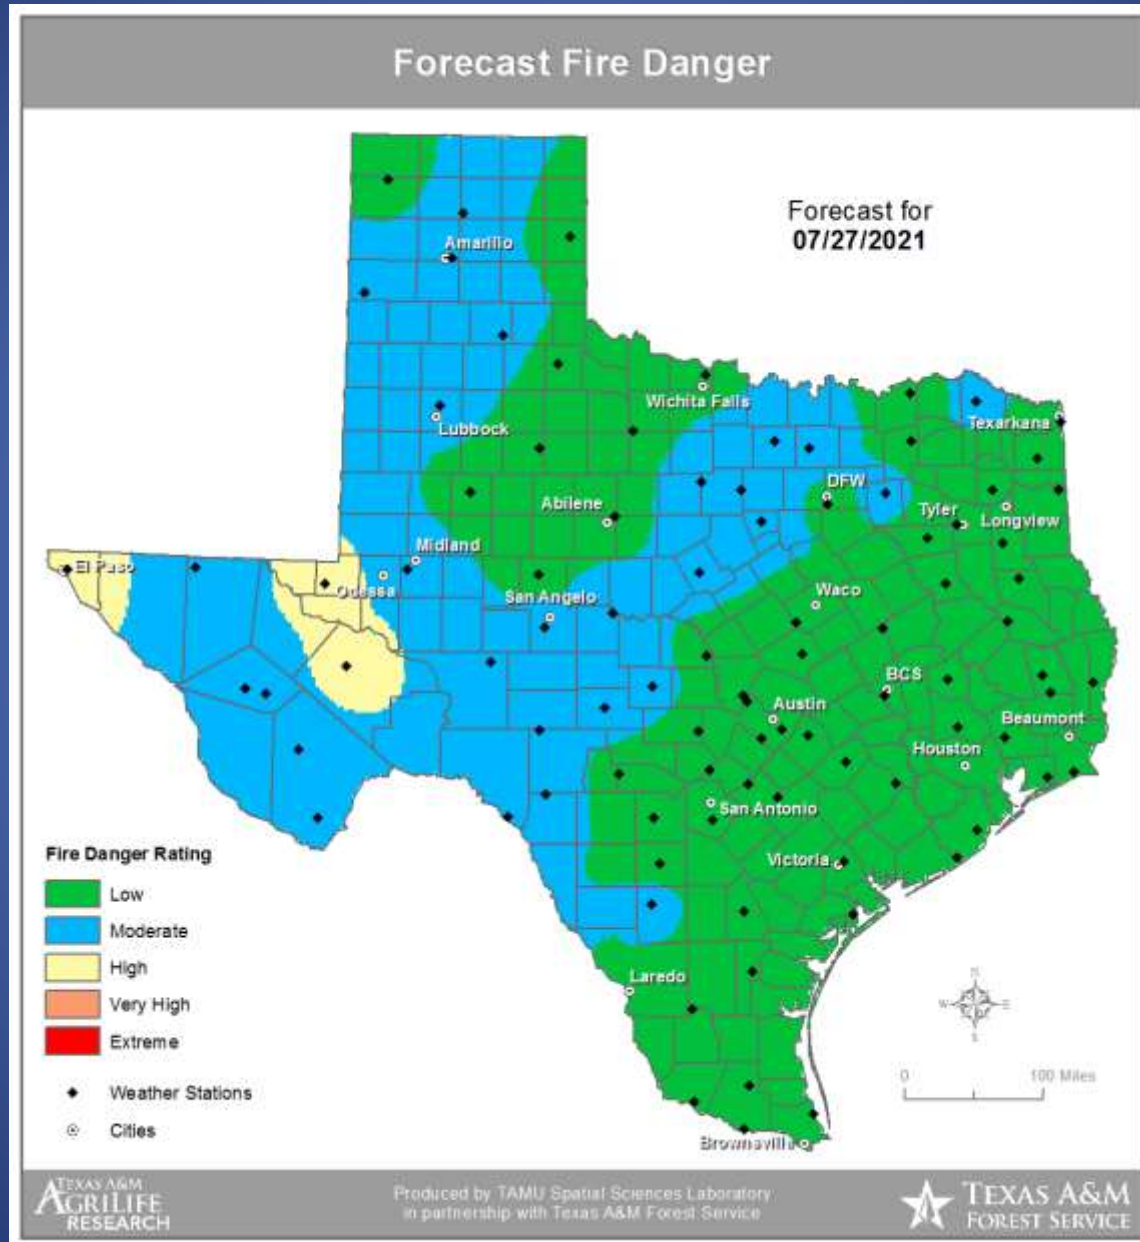 Forecast Fire Danger
Forecast for
07/27/2021
Amarillo
Wichita Falls
Lubbock
Texarkana
DFW
Abilene
Tyler
Longview
Midland
El Paso
Odessa
San Angelo
Waco
BCS
Austin
Beaumont
Houston
San Antonio
Victoria
Fire Danger Rating
Low
Moderate
High
Very High
Extreme
Laredo
N
W
E
S
0
100 Miles
Weather Stations
Cities
Brownsville
TEXAS A&M
AGRILIFE
RESEARCH
Produced by TAMU Spatial Sciences Laboratory
in partnership with Texas A&M Forest Service
TEXAS A&M
FOREST SERVICE